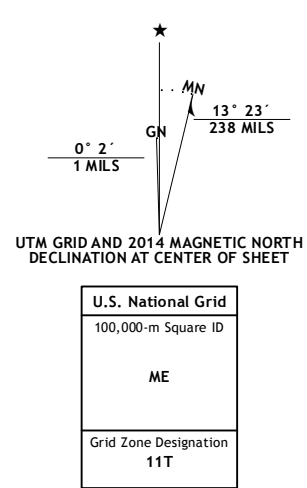 ★
MN
13° 23´
238 MILS
GN
0° 2´
1 MILS
UTM GRID AND 2014 MAGNETIC NORTH
DECLINATION AT CENTER OF SHEET
U.S. National Grid
100,000-m Square ID
ME
Grid Zone Designation
11T